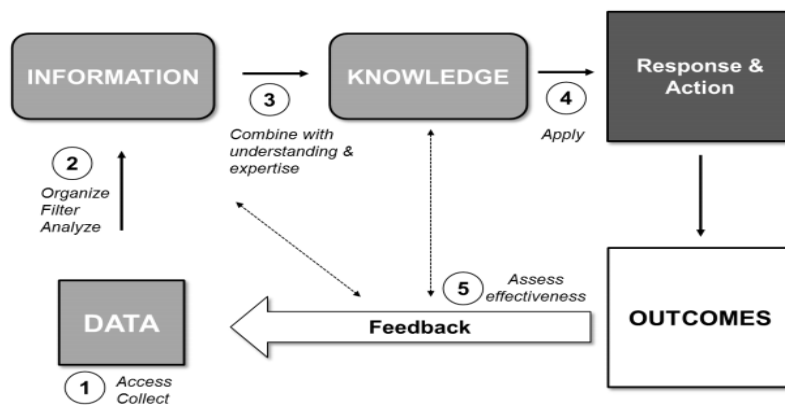 INFORMATION
3
Combine with
understanding &
expertise
KNOWLEDGE
4
Apply
Response &
Action
2
Organize
Filter
Analyze
DATA
1
Access
Collect
5
Assess
effectiveness
Feedback
OUTCOMES